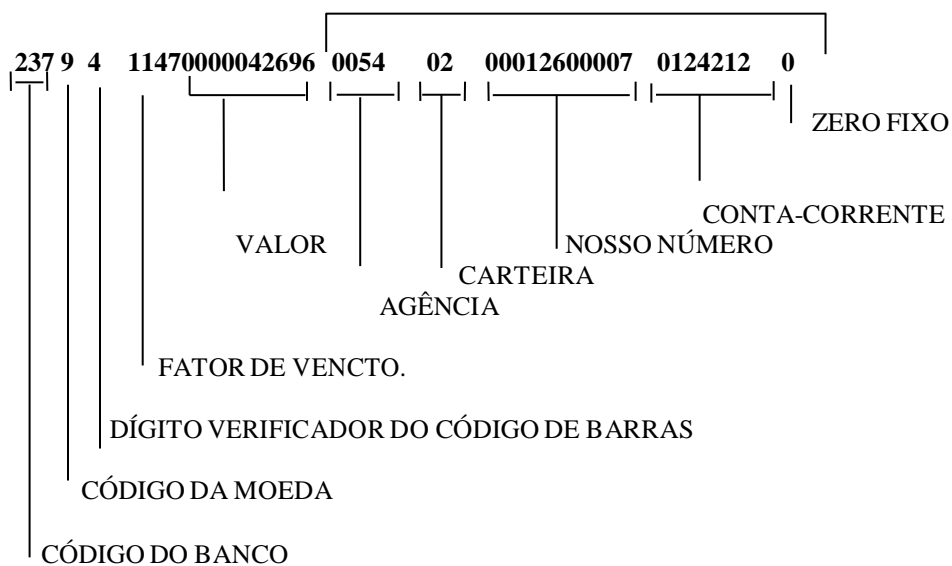 237 9 4 11470000042696 0054 02 00012600007 0124212 0
ZERO FIXO
CONTA-CORRENTE
VALOR NOSSO NÚMERO
CARTEIRA
AGÊNCIA
FATOR DE VENCTO.
DÍGITO VERIFICADOR DO CÓDIGO DE BARRAS
CÓDIGO DA MOEDA
CÓDIGO DO BANCO